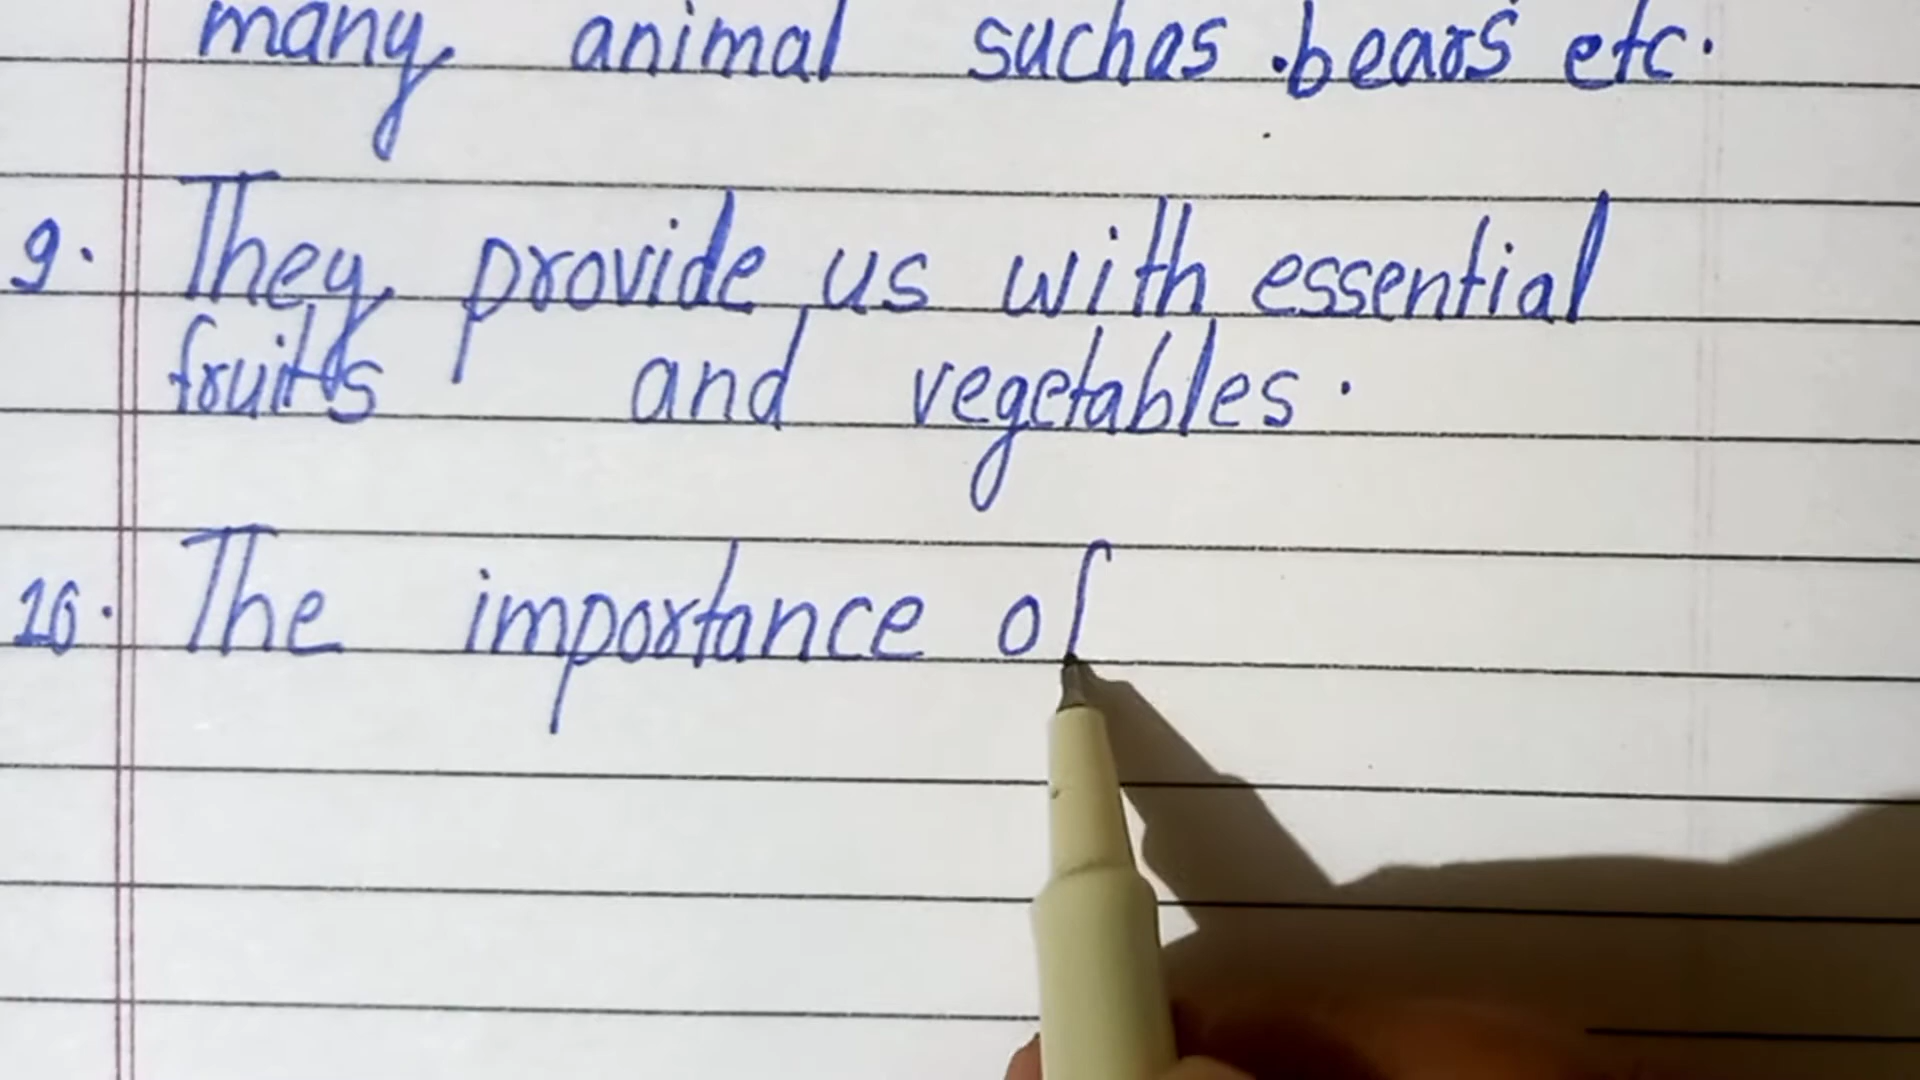 many animal suchas .bears etc.
9. They provide us with essential
fruits and vegetables.
10. The importance of